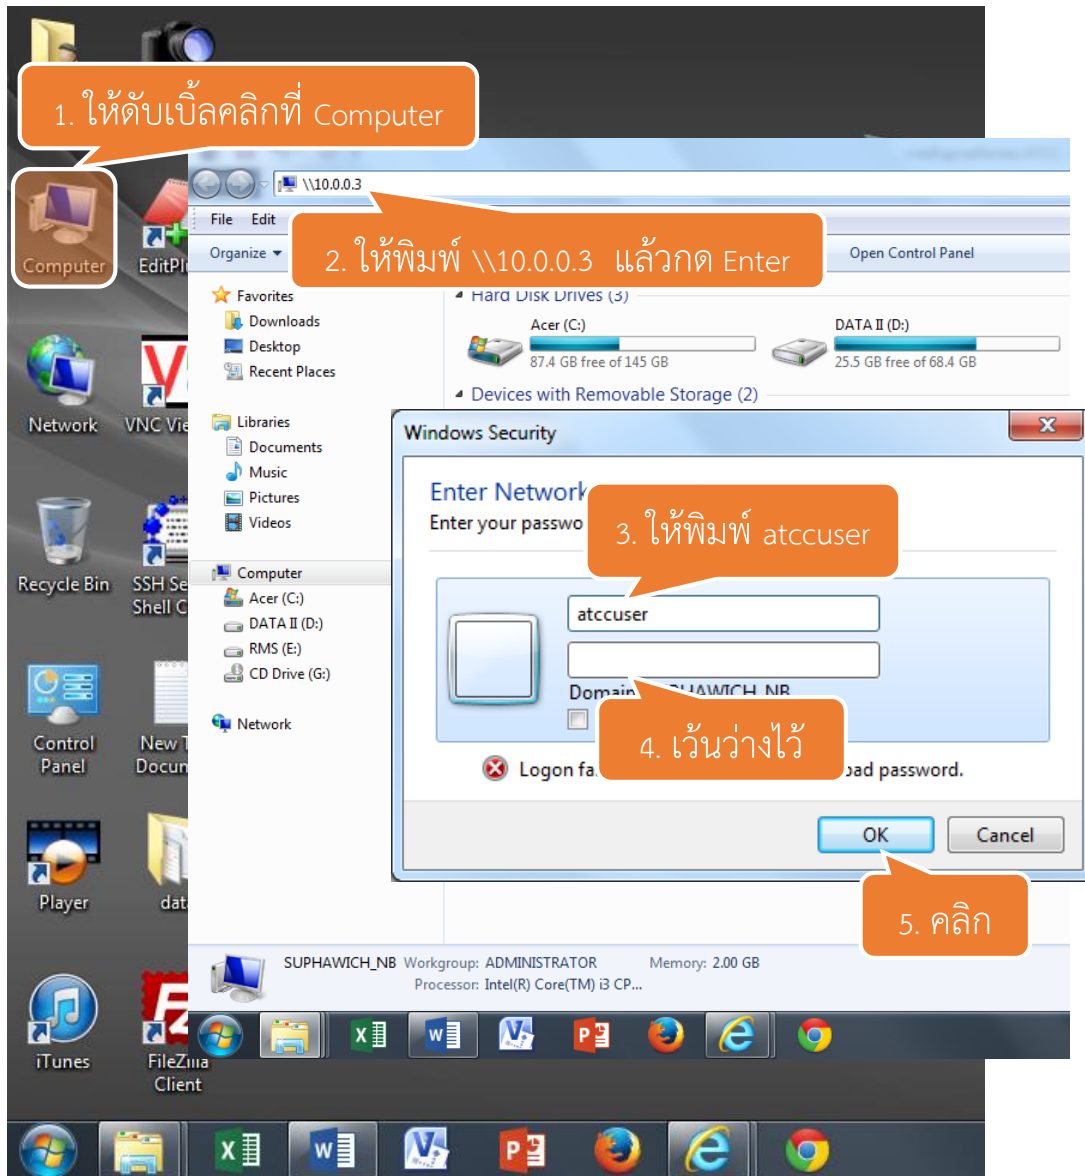 1. ให้ดับเบิ้ลคลิกที่ Computer
\\10.0.0.3
File Edit
2. ให้พิมพ์ \\10.0.0.3 แล้วกด Enter
Organize
Open Control Panel
Computer
Network
VNC
Recycle Bin
SSH
Shell
Control
Panel
New
Player
iTunes
FileZilla
Client
Favorites
Downloads
Desktop
Recent Places
Libraries
Documents
Music
Pictures
Videos
Computer
Acer (C:)
DATA II (D:)
RMS (E:)
CD Drive (G:)
Network
Hard Disk Drives (3)
Acer (C:)
87.4 GB free of 145 GB
DATA II (D:)
25.5 GB free of 68.4 GB
Devices with Removable Storage (2)
Windows Security
Enter Network
Enter your
3. ให้พิมพ์ atccuser
atccuser
Domain: SUPHAWICH_NB
4. เว้นว่างไว้
Logon
bad password.
OK
Cancel
5. คลิก
SUPHAWICH_NB Workgroup: ADMINISTRATOR Memory: 2.00 GB
Processor: Intel(R) Core(TM) i3 CP...